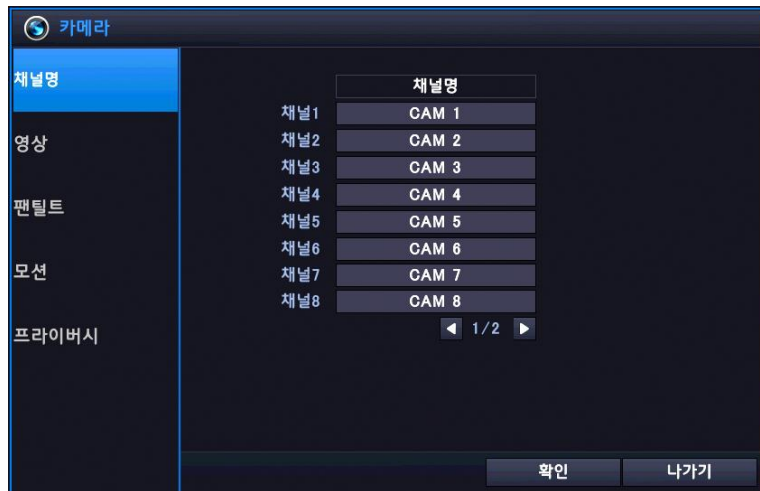 카메라
채널명
영상
팬틸트
모션
프라이버시
채널명
채널1 CAM 1
채널2 CAM 2
채널3 CAM 3
채널4 CAM 4
채널5 CAM 5
채널6 CAM 6
채널7 CAM 7
채널8 CAM 8
1/2
확인 나가기